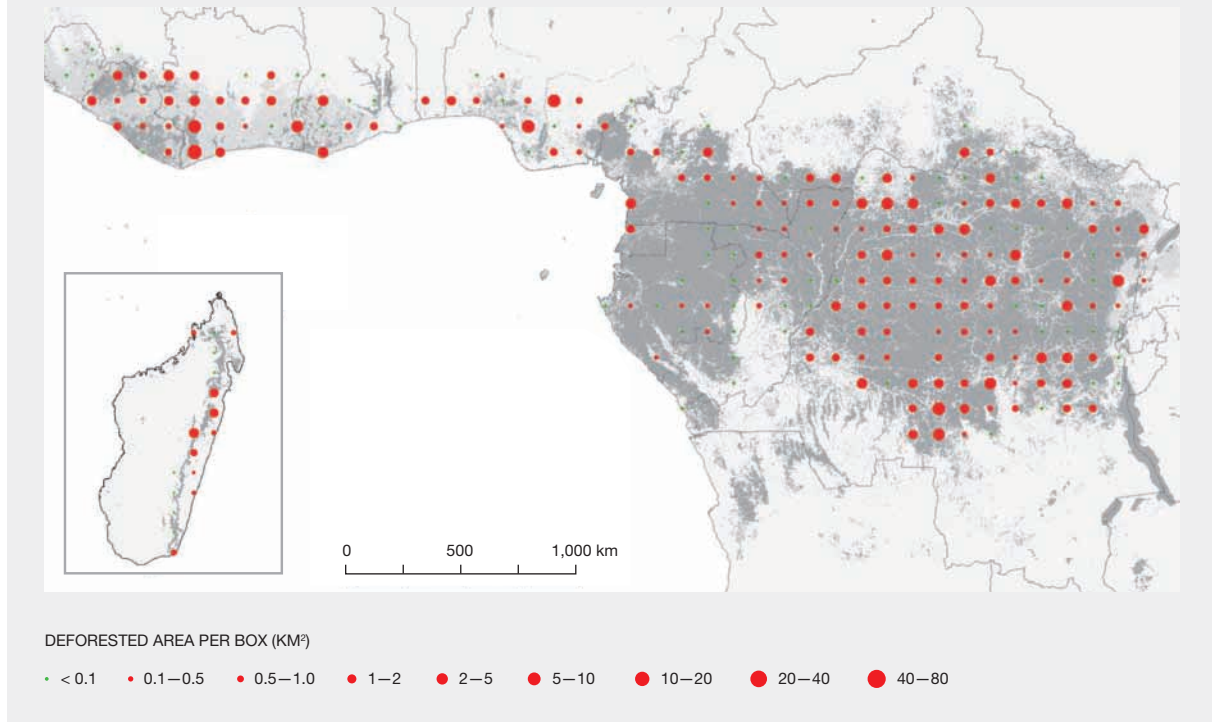 0 500 1,000 km
DEFORESTED AREA PER BOX (KM²)
< 0.1 0.1—0.5 0.5—1.0 1—2 2—5 5—10 10—20 20—40 40—80